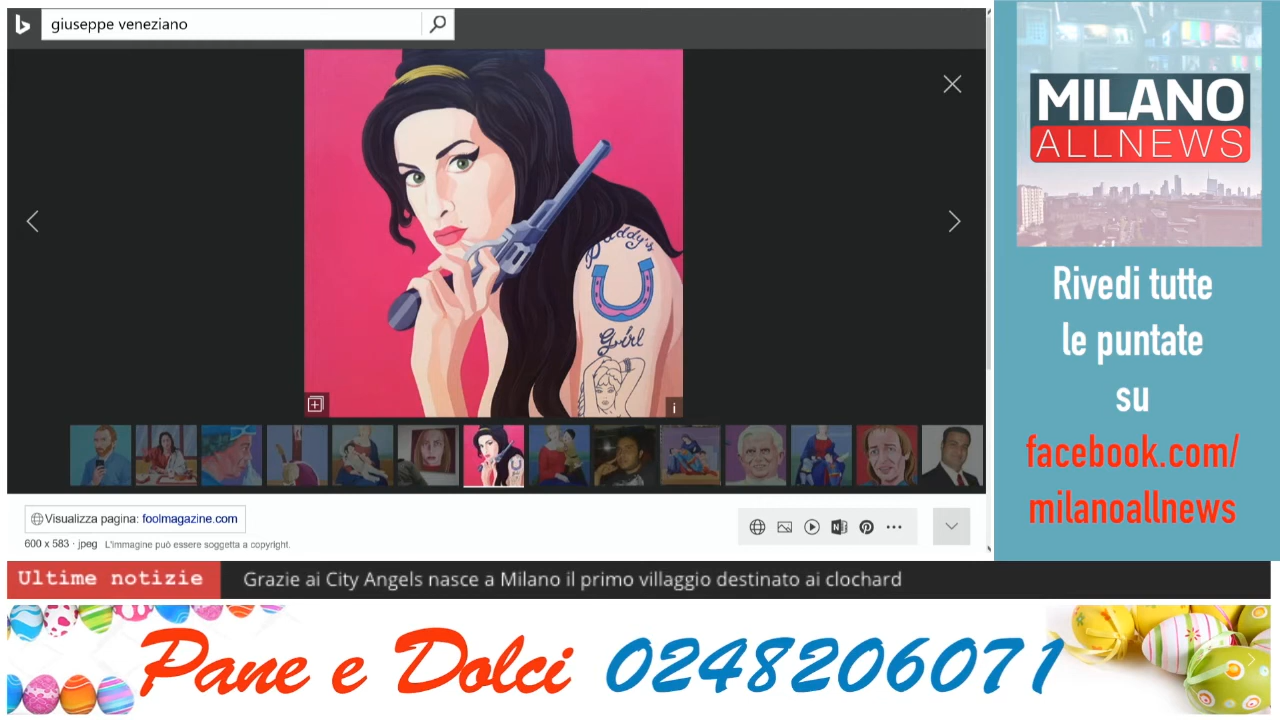 giuseppe veneziano
Daddy's
Girl
Visualizza pagina: foolmagazine.com
600 x 583 · jpeg L'immagine può essere soggetta a copyright.
MILANO
ALLNEWS
Rivedi tutte
le puntate
su
facebook.com/
milanoallnews
Ultime notizie Grazie ai City Angels nasce a Milano il primo villaggio destinato ai clochard
Pane e Dolci 0248206071